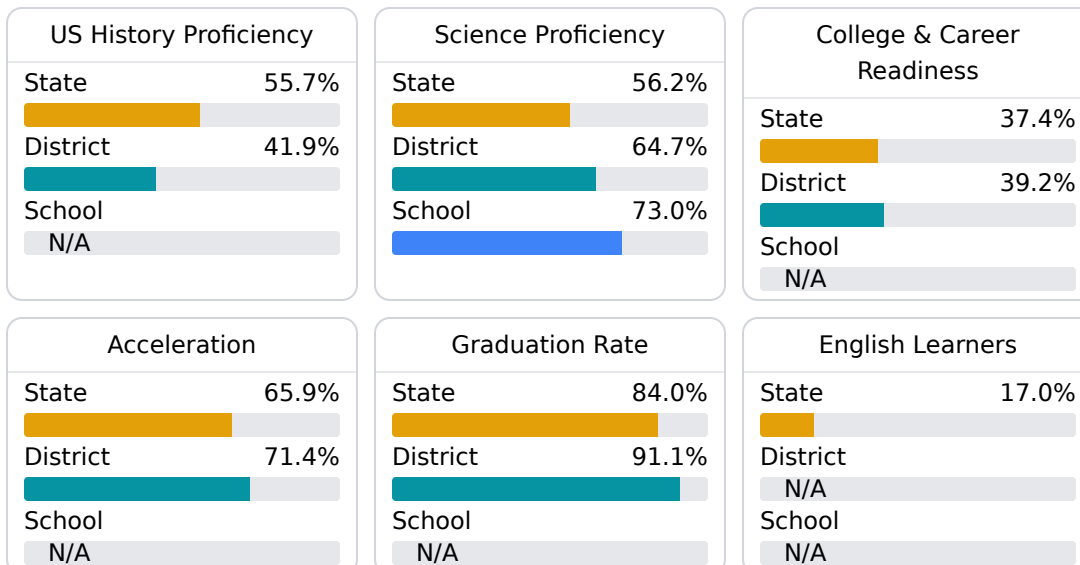 US History Proficiency
State 55.7%
District 41.9%
School
N/A
Science Proficiency
State 56.2%
District 64.7%
School 73.0%
College & Career
Readiness
State 37.4%
District 39.2%
School
N/A
Acceleration
State 65.9%
District 71.4%
School
N/A
Graduation Rate
State 84.0%
District 91.1%
School
N/A
English Learners
State 17.0%
District
N/A
School
N/A